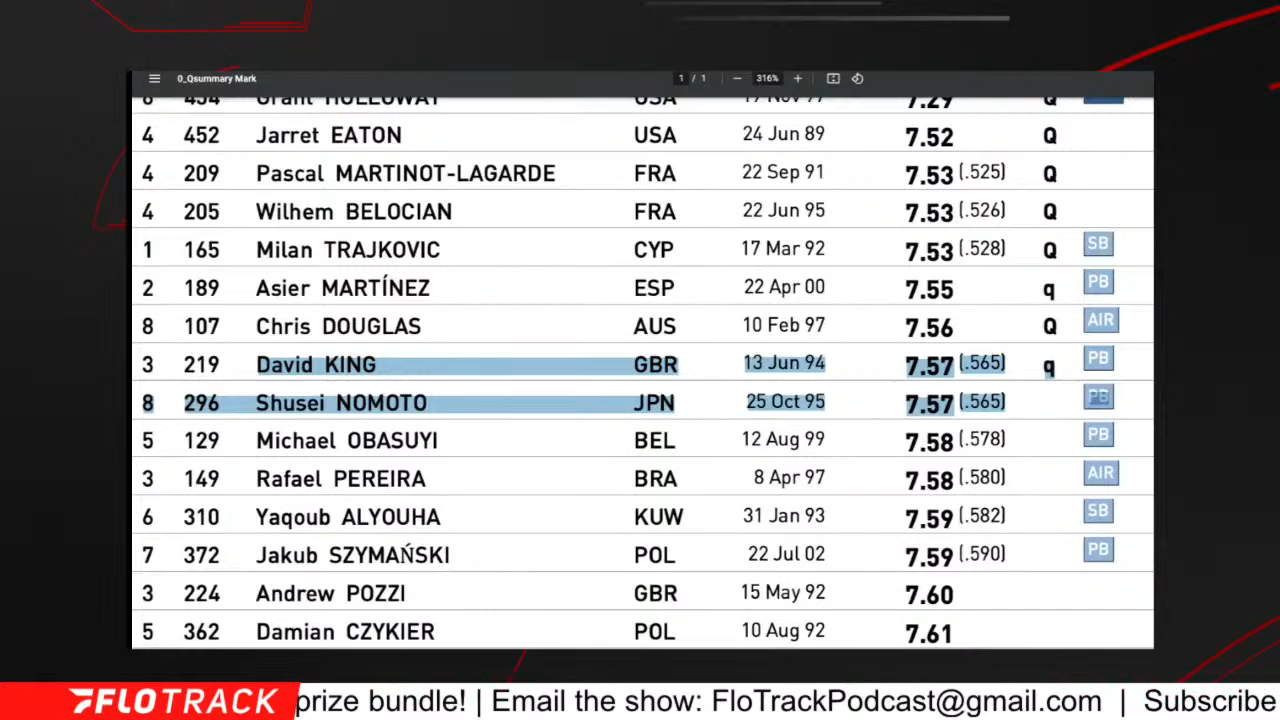 0_Qsummary Mark 1 / 1 − 316% +
HOLLOWAY USA 7.29 Q
4 452 Jarret EATON USA 24 Jun 89 7.52 Q
4 209 Pascal MARTINOT-LAGARDE FRA 22 Sep 91 7.53 (.525) Q
4 205 Wilhem BELOCIAN FRA 22 Jun 95 7.53 (.526) Q
1 165 Milan TRAJKOVIC CYP 17 Mar 92 7.53 (.528) Q SB
2 189 Asier MARTÍNEZ ESP 22 Apr 00 7.55 q PB
8 107 Chris DOUGLAS AUS 10 Feb 97 7.56 Q AIR
3 219 David KING GBR 13 Jun 94 7.57 (.565) q PB
8 296 Shusei NOMOTO JPN 25 Oct 95 7.57 (.565) PB
5 129 Michael OBASUYI BEL 12 Aug 99 7.58 (.578) PB
3 149 Rafael PEREIRA BRA 8 Apr 97 7.58 (.580) AIR
6 310 Yaqoub ALYOUHA KUW 31 Jan 93 7.59 (.582) SB
7 372 Jakub SZYMAŃSKI POL 22 Jul 02 7.59 (.590) PB
3 224 Andrew POZZI GBR 15 May 92 7.60
5 362 Damian CZYKIER POL 10 Aug 92 7.61
FLOTRACK prize bundle! | Email the show: FloTrackPodcast@gmail.com | Subscribe